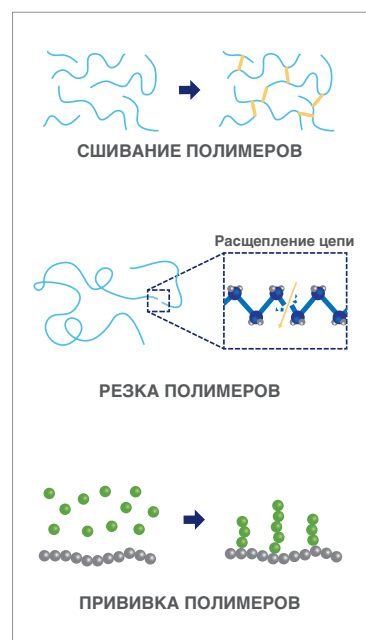 СШИВАНИЕ ПОЛИМЕРОВ
Расщепление цепи
РЕЗКА ПОЛИМЕРОВ
ПРИВИВКА ПОЛИМЕРОВ